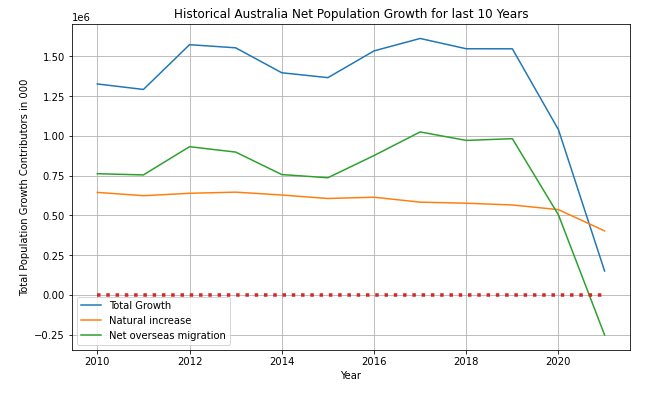 Historical Australia Net Population Growth for last 10 Years
1e6
1.50
1.25
1.00
0.75
0.50
0.25
0.00
−0.25
Total Population Growth Contributors in 000
Total Growth
Natural increase
Net overseas migration
2010
2012
2014
2016
2018
2020
Year